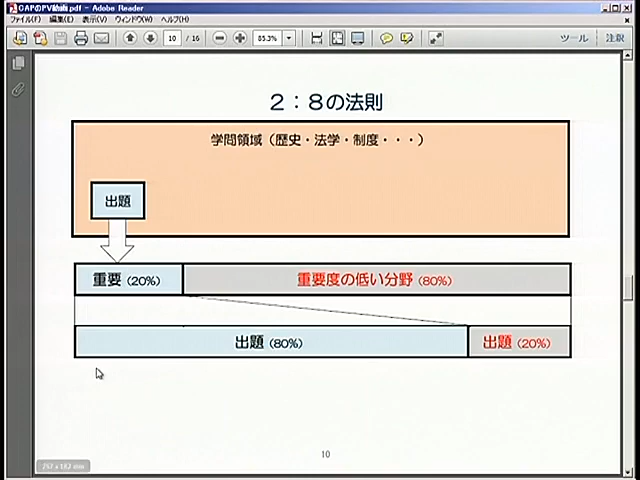 CAPのPV動画.pdf - Adobe Reader
ファイル(F) 編集(E) 表示(V) ウィンドウ(W) ヘルプ(H)
10 / 16 85.3% ツール 注釈
2：8の法則
学問領域（歴史・法学・制度・・・）
出題
重要 (20%) 重要度の低い分野 (80%)
出題 (80%) 出題 (20%)
10